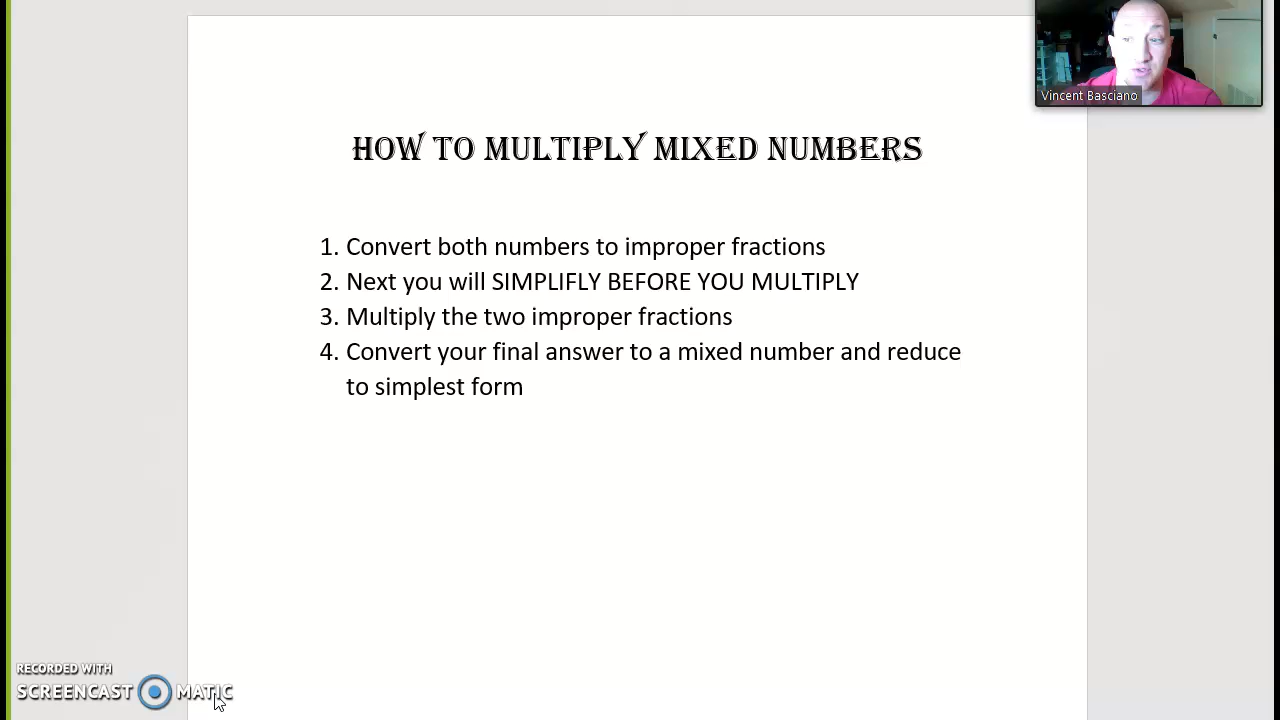 Vincent Basciano
HOW TO MULTIPLY MIXED NUMBERS
1. Convert both numbers to improper fractions
2. Next you will SIMPLIFLY BEFORE YOU MULTIPLY
3. Multiply the two improper fractions
4. Convert your final answer to a mixed number and reduce
to simplest form
RECORDED WITH
SCREENCAST MATIC